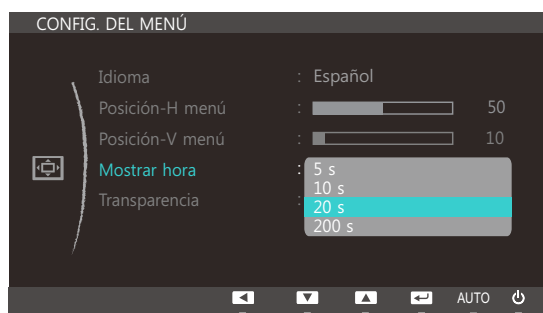 CONFIG. DEL MENÚ
Idioma : Español
Posición-H menú : 50
Posición-V menú : 10
Mostrar hora : 5 s
10 s
Transparencia : 20 s
200 s
AUTO